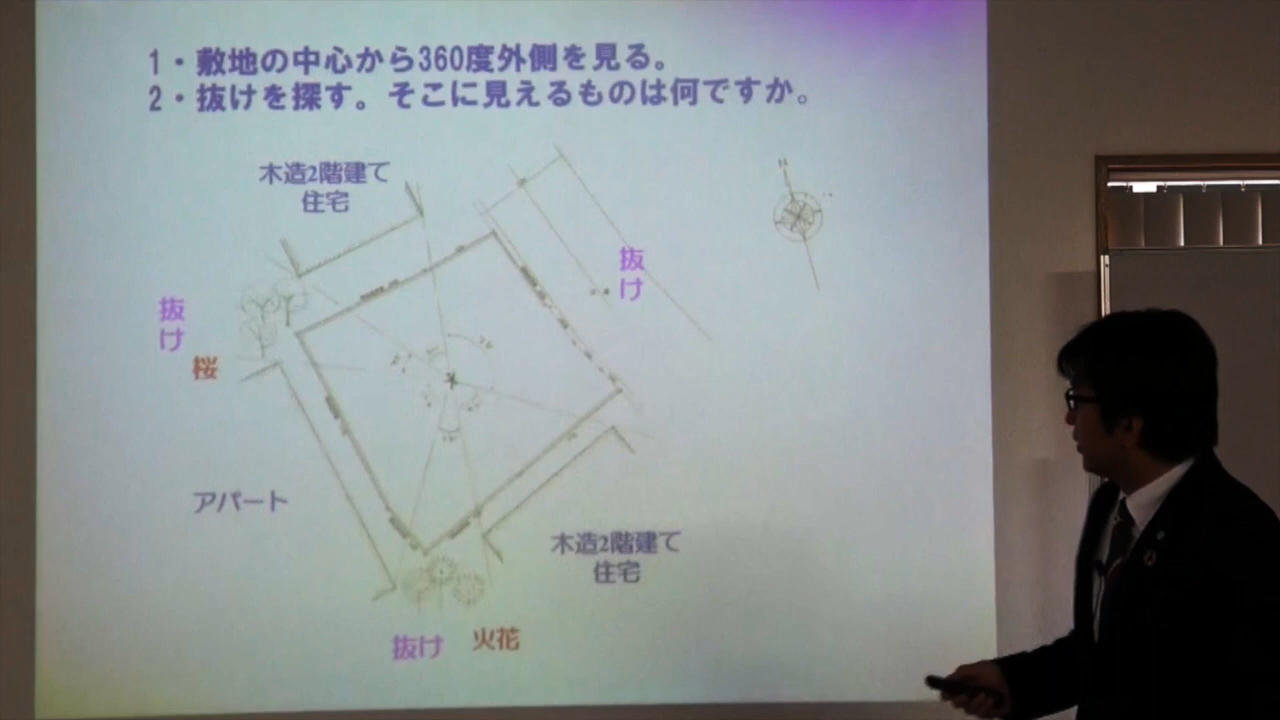 1・敷地の中心から360度外側を見る。
2・抜けを探す。そこに見えるものは何ですか。
木造2階建て
住宅
N
抜け
抜け
桜
アパート
木造2階建て
住宅
抜け
火花